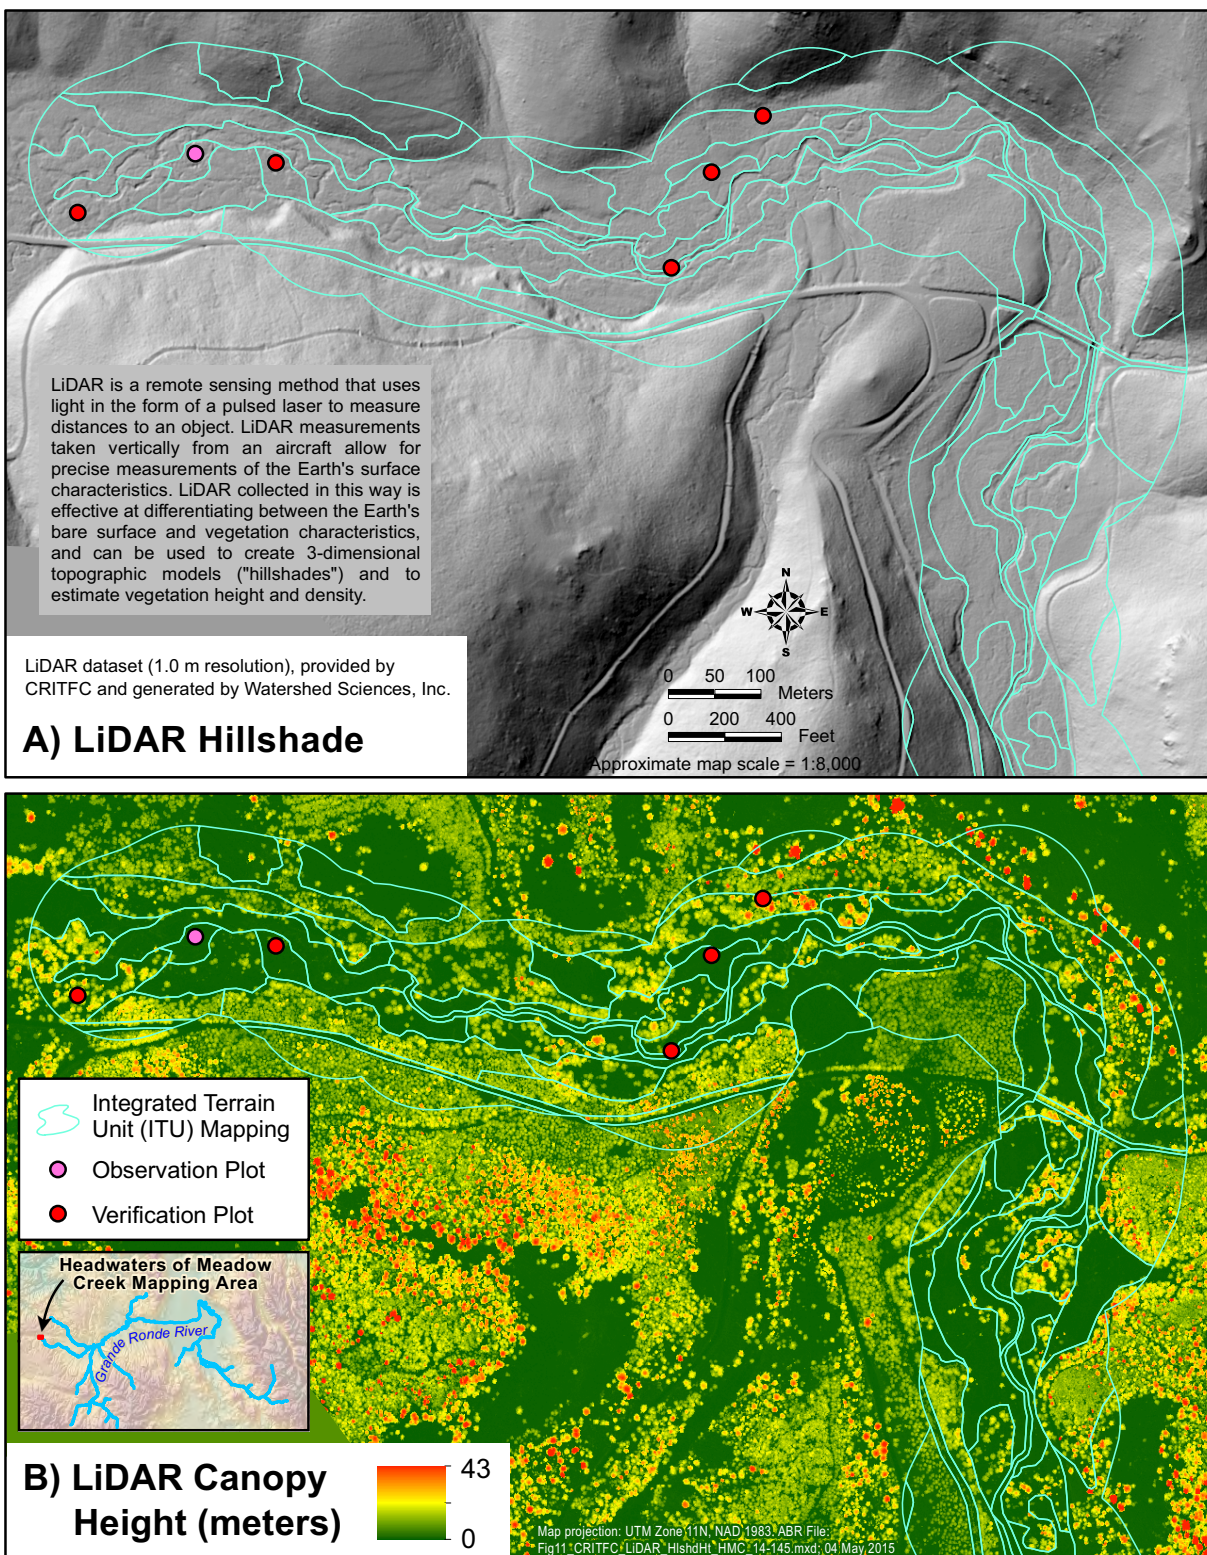 LiDAR is a remote sensing method that uses
light in the form of a pulsed laser to measure
distances to an object. LiDAR measurements
taken vertically from an aircraft allow for
precise measurements of the Earth's surface
characteristics. LiDAR collected in this way is
effective at differentiating between the Earth's
bare surface and vegetation characteristics,
and can be used to create 3-dimensional
topographic models ("hillshades") and to
estimate vegetation height and density.
N
W E
S
0 50 100
Meters
0 200 400
Feet
Approximate map scale = 1:8,000
LiDAR dataset (1.0 m resolution), provided by
CRITFC and generated by Watershed Sciences, Inc.
A) LiDAR Hillshade
Integrated Terrain
Unit (ITU) Mapping
Observation Plot
Verification Plot
Headwaters of Meadow
Creek Mapping Area
Grande Ronde River
B) LiDAR Canopy
Height (meters)
43
0
Map projection: UTM Zone 11N, NAD 1983. ABR File:
Fig11_CRITFC_LiDAR_HlshdHt_HMC_14-145.mxd; 04 May 2015